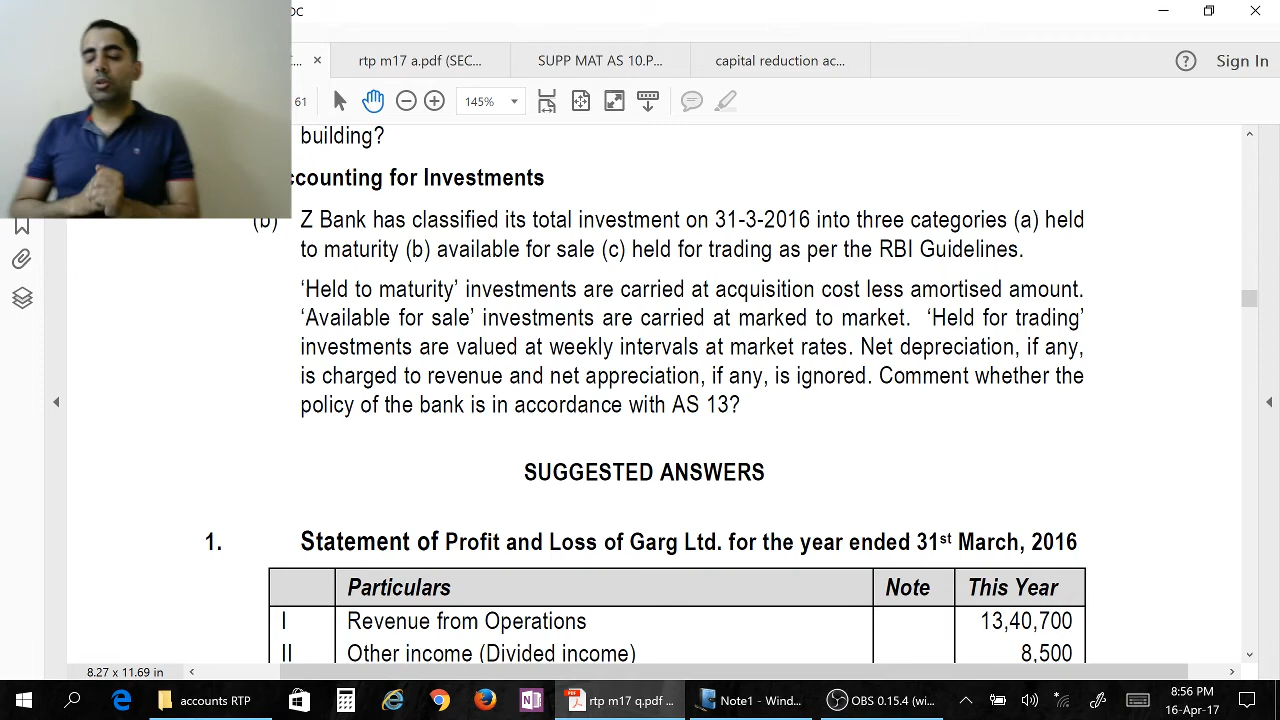 OC
...
rtp m17 a.pdf (SEC...
SUPP MAT AS 10.P...
capital reduction ac...
Sign In
61
145%
building?
ccounting for Investments
(b) Z Bank has classified its total investment on 31-3-2016 into three categories (a) held
to maturity (b) available for sale (c) held for trading as per the RBI Guidelines.
‘Held to maturity’ investments are carried at acquisition cost less amortised amount.
‘Available for sale’ investments are carried at marked to market. ‘Held for trading’
investments are valued at weekly intervals at market rates. Net depreciation, if any,
is charged to revenue and net appreciation, if any, is ignored. Comment whether the
policy of the bank is in accordance with AS 13?
SUGGESTED ANSWERS
1. Statement of Profit and Loss of Garg Ltd. for the year ended 31st March, 2016
Particulars Note This Year
I Revenue from Operations 13,40,700
II Other income (Divided income) 8,500
8.27 x 11.69 in
accounts RTP
rtp m17 q.pdf ...
Note1 - Wind...
OBS 0.15.4 (wi...
8:56 PM
16-Apr-17